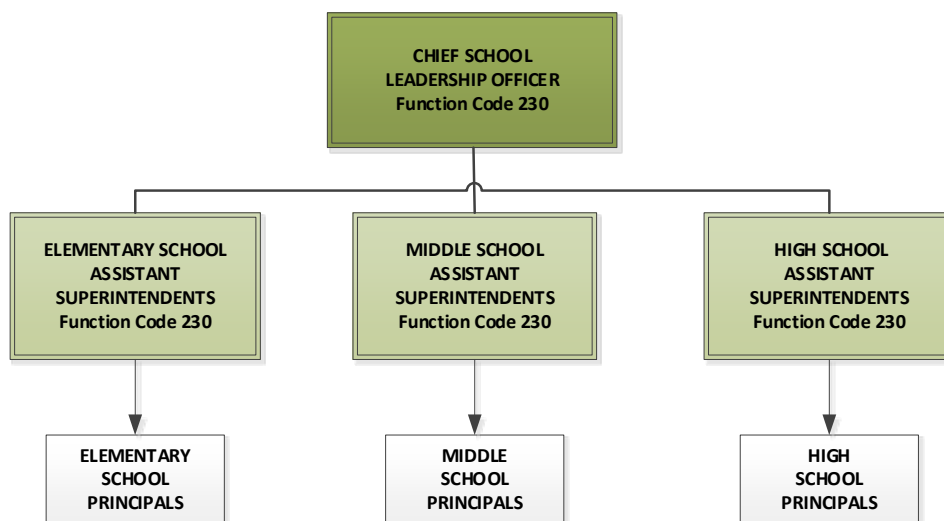 CHIEF SCHOOL
LEADERSHIP OFFICER
Function Code 230
ELEMENTARY SCHOOL
ASSISTANT
SUPERINTENDENTS
Function Code 230
MIDDLE SCHOOL
ASSISTANT
SUPERINTENDENTS
Function Code 230
HIGH SCHOOL
ASSISTANT
SUPERINTENDENTS
Function Code 230
ELEMENTARY
SCHOOL
PRINCIPALS
MIDDLE
SCHOOL
PRINCIPALS
HIGH
SCHOOL
PRINCIPALS